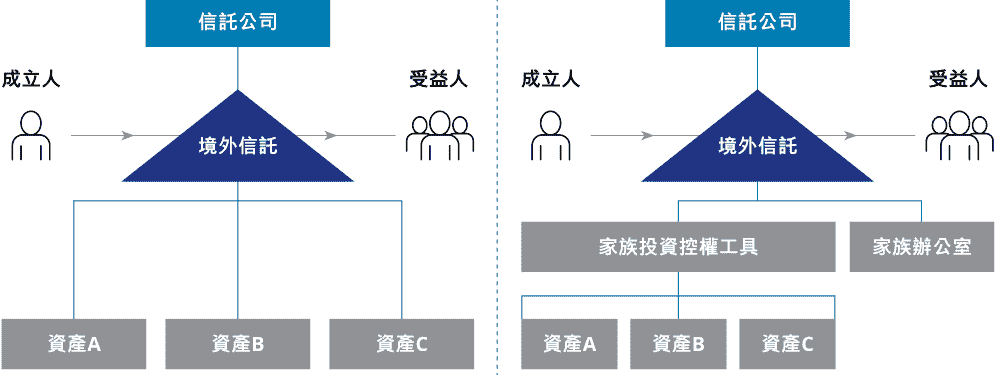 信託公司
成立人
受益人
境外信託
資產A
資產B
資產C
信託公司
成立人
受益人
境外信託
家族投資控權工具
家族辦公室
資產A
資產B
資產C